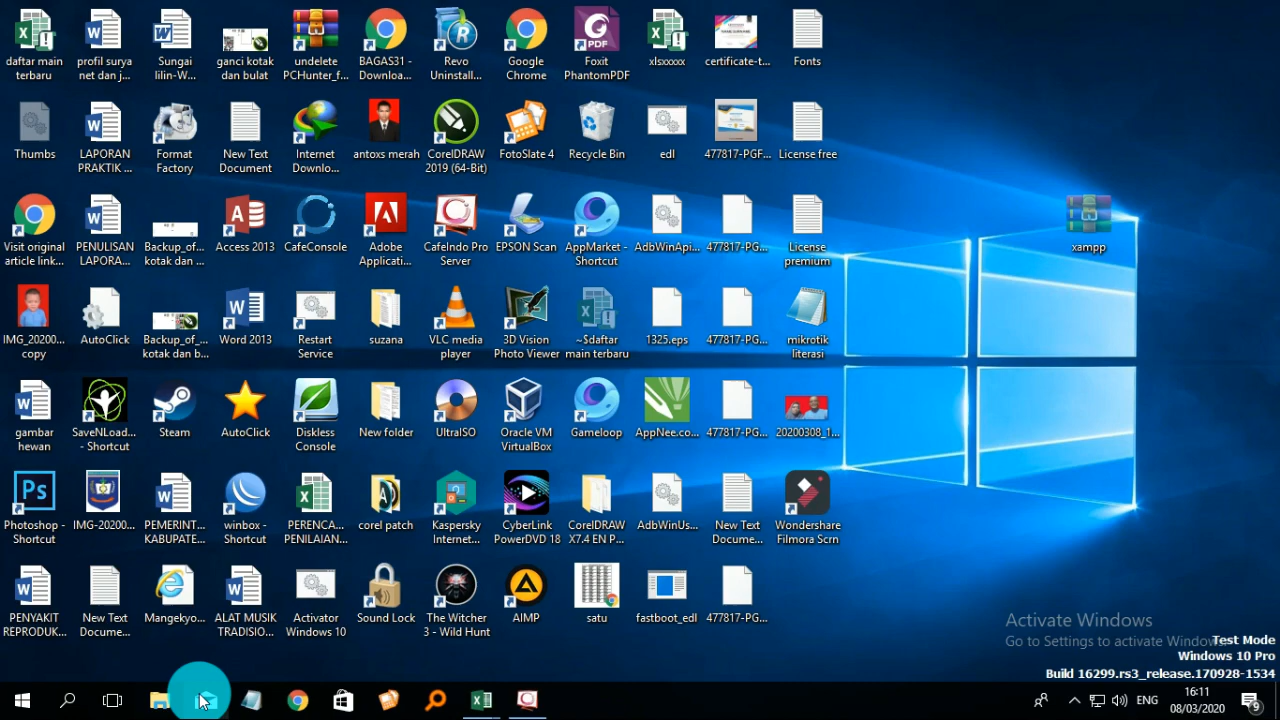 daftar main
terbaru
profil surya
net dan j...
Sungai
lilin-W...
ganci kotak
dan bulat
undelete
PCHunter_f...
BAGAS31 -
Downloa...
Revo
Uninstall...
Google
Chrome
Foxit
PhantomPDF
xlsxxxxx
certificate-t...
Fonts
Thumbs
LAPORAN
PRAKTIK ...
Format
Factory
New Text
Document
Internet
Downlo...
antoxs merah
CorelDRAW
2019 (64-Bit)
FotoSlate 4
Recycle Bin
edl
477817-PGF...
License free
Visit original
article link...
PENULISAN
LAPORA...
Backup_of_...
kotak dan ...
Access 2013
CafeConsole
Adobe
Applicati...
CafeIndo Pro
Server
EPSON Scan
AppMarket -
Shortcut
AdbWinApi...
477817-PG...
License
premium
xampp
IMG_20200...
copy
AutoClick
Backup_of_...
kotak dan b...
Word 2013
Restart
Service
suzana
VLC media
player
3D Vision
Photo Viewer
~$daftar
main terbaru
1325.eps
477817-PG...
mikrotik
literasi
gambar
hewan
SaveNLoad...
- Shortcut
Steam
AutoClick
Diskless
Console
New folder
UltraISO
Oracle VM
VirtualBox
Gameloop
AppNee.co...
477817-PG...
20200308_1...
Photoshop -
Shortcut
IMG-20200...
PEMERINT...
KABUPATE...
winbox -
Shortcut
PERENCA...
PENILAIAN...
corel patch
Kaspersky
Internet...
CyberLink
PowerDVD 18
CorelDRAW
X7.4 EN P...
AdbWinUs...
New Text
Docume...
Wondershare
Filmora Scrn
PENYAKIT
REPRODUK...
New Text
Docume...
Mangekyo...
ALAT MUSIK
TRADISIO...
Activator
Windows 10
Sound Lock
The Witcher
3 - Wild Hunt
AIMP
satu
fastboot_edl
477817-PG...
Activate Windows
Go to Settings to activate Windows.
Test Mode
Windows 10 Pro
Build 16299.rs3_release.170928-1534
ENG
16:11
08/03/2020
9